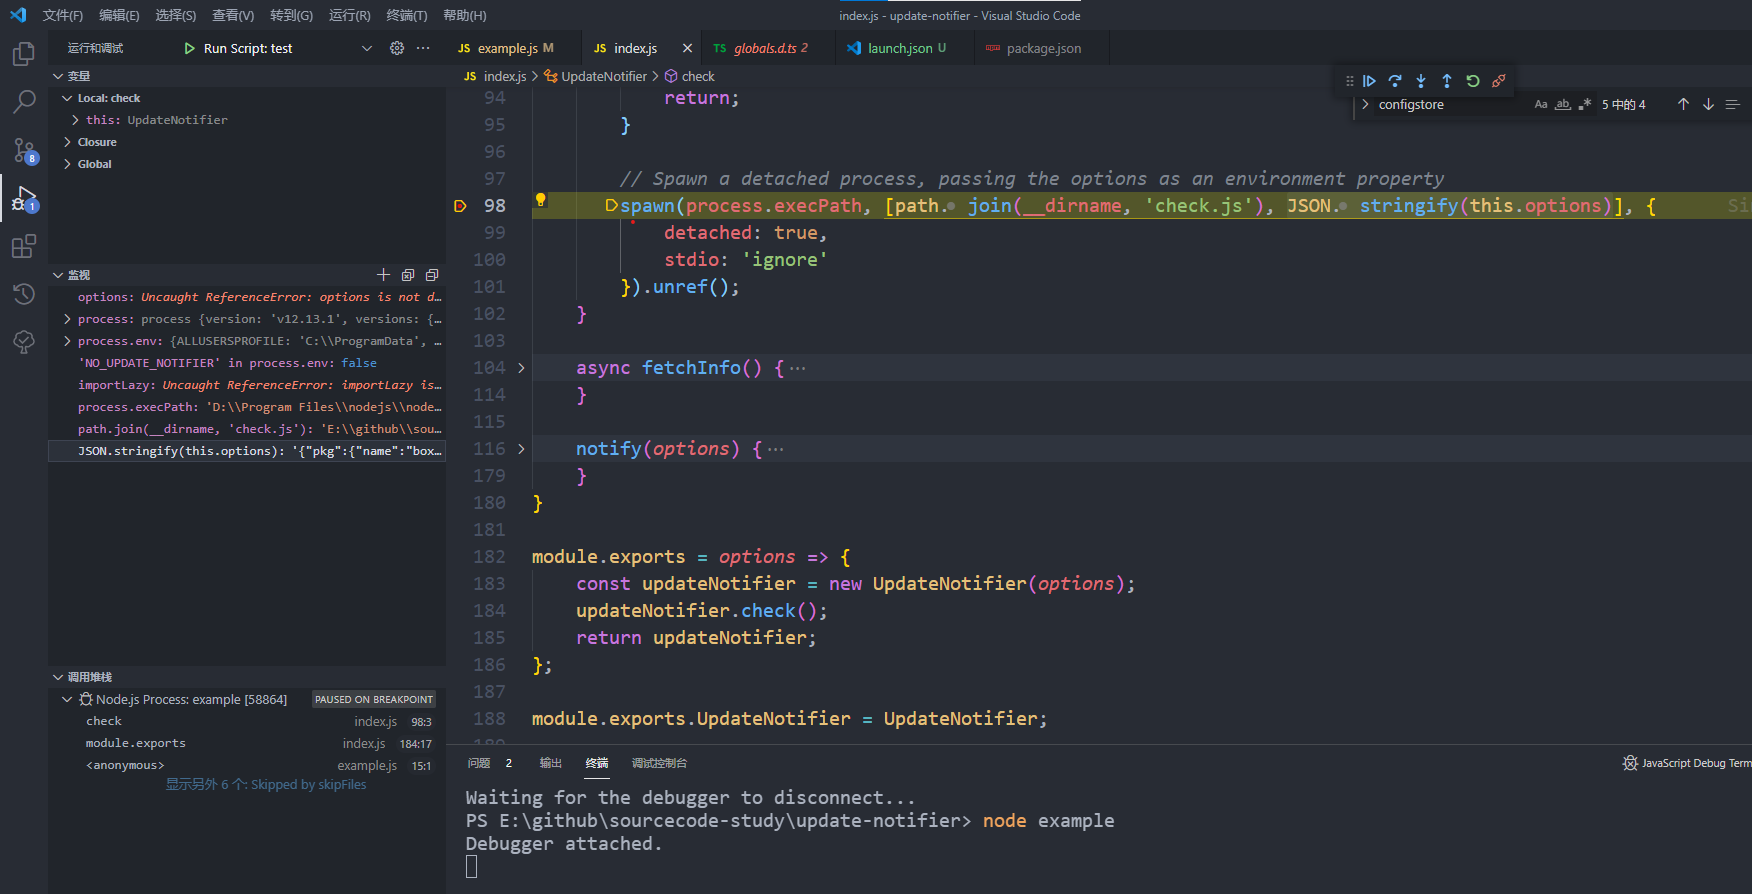 文件(F) 编辑(E) 选择(S) 查看(V) 转到(G) 运行(R) 终端(T) 帮助(H)
index.js - update-notifier - Visual Studio Code
运行和调试 Run Script: test
JS example.js M JS index.js TS globals.d.ts 2 launch.json U package.json
JS index.js > UpdateNotifier > check
变量
Local: check
this: UpdateNotifier
Closure
Global
8
1
监视
options: Uncaught ReferenceError: options is not d…
process: process {version: 'v12.13.1', versions: {…
process.env: {ALLUSERSPROFILE: 'C:\\ProgramData', …
'NO_UPDATE_NOTIFIER' in process.env: false
importLazy: Uncaught ReferenceError: importLazy is…
process.execPath: 'D:\\Program Files\\nodejs\\node…
path.join(__dirname, 'check.js'): 'E:\\github\\sou…
JSON.stringify(this.options): '{"pkg":{"name":"box…
调用堆栈
Node.js Process: example [58864] PAUSED ON BREAKPOINT
check index.js 98:3
module.exports index.js 184:17
<anonymous> example.js 15:1
显示另外 6 个: Skipped by skipFiles
configstore Aa ab 5 中的 4
94 return;
95 }
96
97 // Spawn a detached process, passing the options as an environment property
98 spawn(process.execPath, [path. join(__dirname, 'check.js'), JSON. stringify(this.options)], {
99 detached: true,
100 stdio: 'ignore'
101 }).unref();
102 }
103
104 async fetchInfo() {…
114 }
115
116 notify(options) {…
179 }
180 }
181
182 module.exports = options => {
183 const updateNotifier = new UpdateNotifier(options);
184 updateNotifier.check();
185 return updateNotifier;
186 };
187
188 module.exports.UpdateNotifier = UpdateNotifier;
问题 2 输出 终端 调试控制台 JavaScript Debug Term
Waiting for the debugger to disconnect...
PS E:\github\sourcecode-study\update-notifier> node example
Debugger attached.